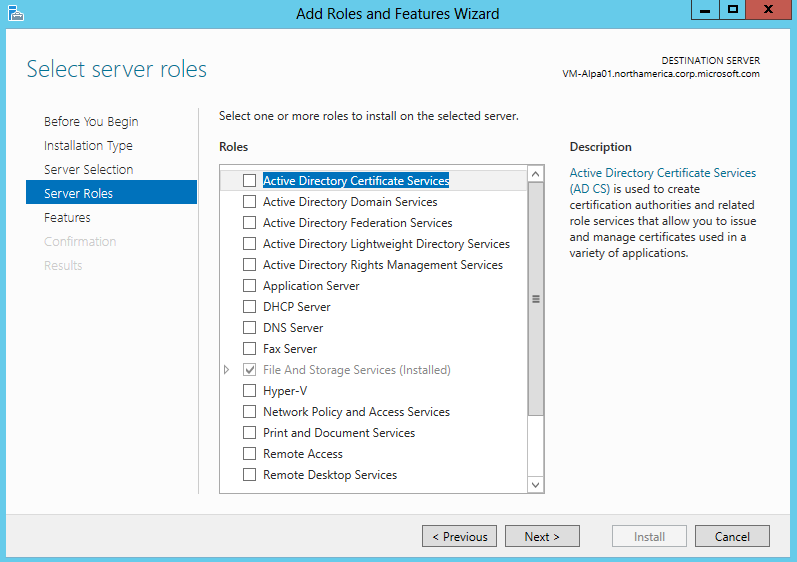 Add Roles and Features Wizard
Select server roles
DESTINATION SERVER
VM-Alpa01.northamerica.corp.microsoft.com
Before You Begin
Installation Type
Server Selection
Server Roles
Features
Confirmation
Results
Select one or more roles to install on the selected server.
Roles
Active Directory Certificate Services
Active Directory Domain Services
Active Directory Federation Services
Active Directory Lightweight Directory Services
Active Directory Rights Management Services
Application Server
DHCP Server
DNS Server
Fax Server
File And Storage Services (Installed)
Hyper-V
Network Policy and Access Services
Print and Document Services
Remote Access
Remote Desktop Services
Description
Active Directory Certificate Services
(AD CS) is used to create
certification authorities and related
role services that allow you to issue
and manage certificates used in a
variety of applications.
< Previous
Next >
Install
Cancel